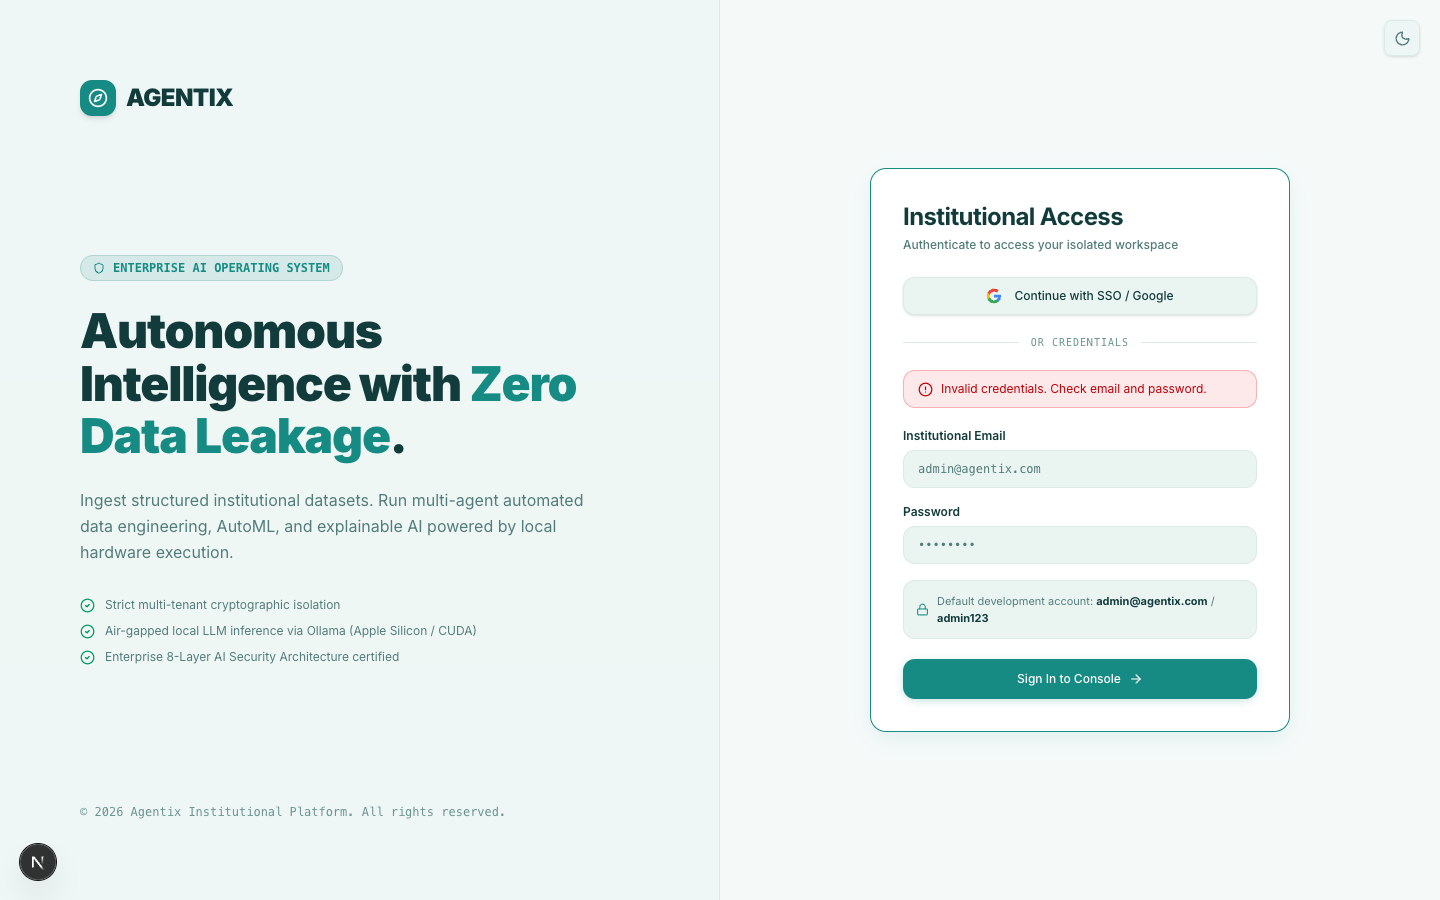 AGENTIX
ENTERPRISE AI OPERATING SYSTEM
Autonomous
Intelligence with Zero
Data Leakage.
Ingest structured institutional datasets. Run multi-agent automated
data engineering, AutoML, and explainable AI powered by local
hardware execution.
Strict multi-tenant cryptographic isolation
Air-gapped local LLM inference via Ollama (Apple Silicon / CUDA)
Enterprise 8-Layer AI Security Architecture certified
© 2026 Agentix Institutional Platform. All rights reserved.
N
Institutional Access
Authenticate to access your isolated workspace
Continue with SSO / Google
OR CREDENTIALS
Invalid credentials. Check email and password.
Institutional Email
admin@agentix.com
Password
••••••••
Default development account: admin@agentix.com /
admin123
Sign In to Console